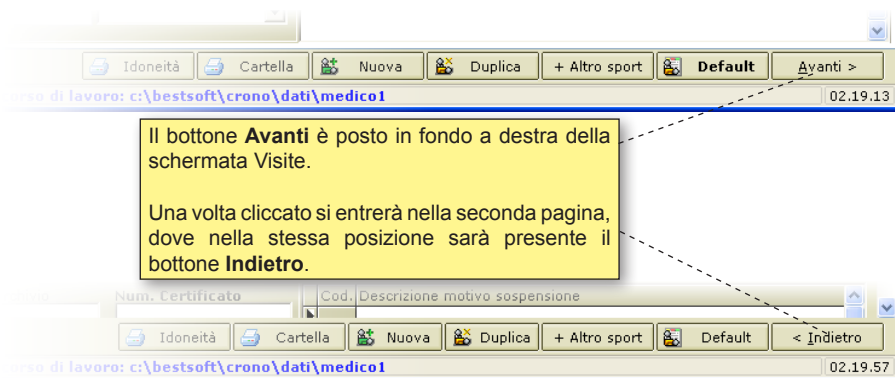 Idoneità Cartella Nuova Duplica + Altro sport Default Avanti >
di lavoro: c:\bestsoft\crono\dati\medico1 02.19.13
Il bottone Avanti è posto in fondo a destra della
schermata Visite.
Una volta cliccato si entrerà nella seconda pagina,
dove nella stessa posizione sarà presente il
bottone Indietro.
Num. Certificato Cod. Descrizione motivo sospensione
Idoneità Cartella Nuova Duplica + Altro sport Default < Indietro
di lavoro: c:\bestsoft\crono\dati\medico1 02.19.57